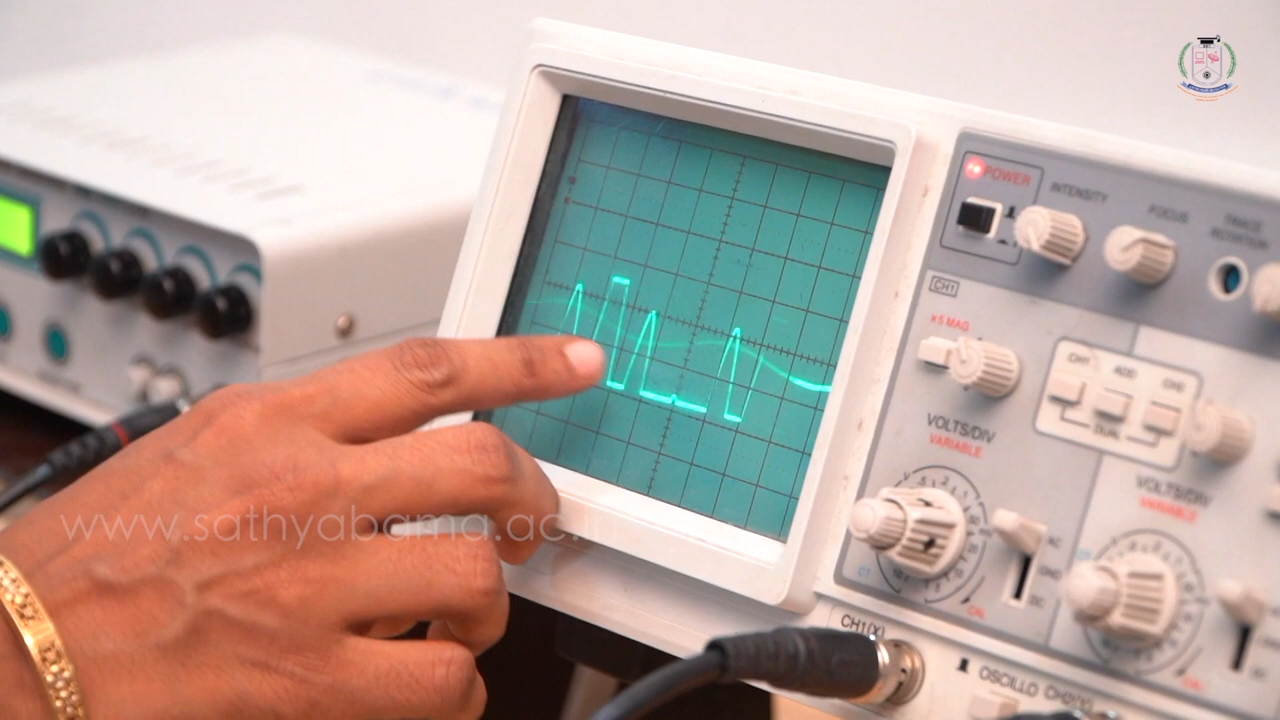 POWER
INTENSITY
FOCUS
TRACE
ROTATION
CH1
×5 MAG
CH1
ADD
DUAL
VOLTS/DIV
VARIABLE
VOLTS/DIV
VARIABLE
AC
GND
DC
CAL
www.sathyabama.ac.in
CH1(X)
OSCILLO